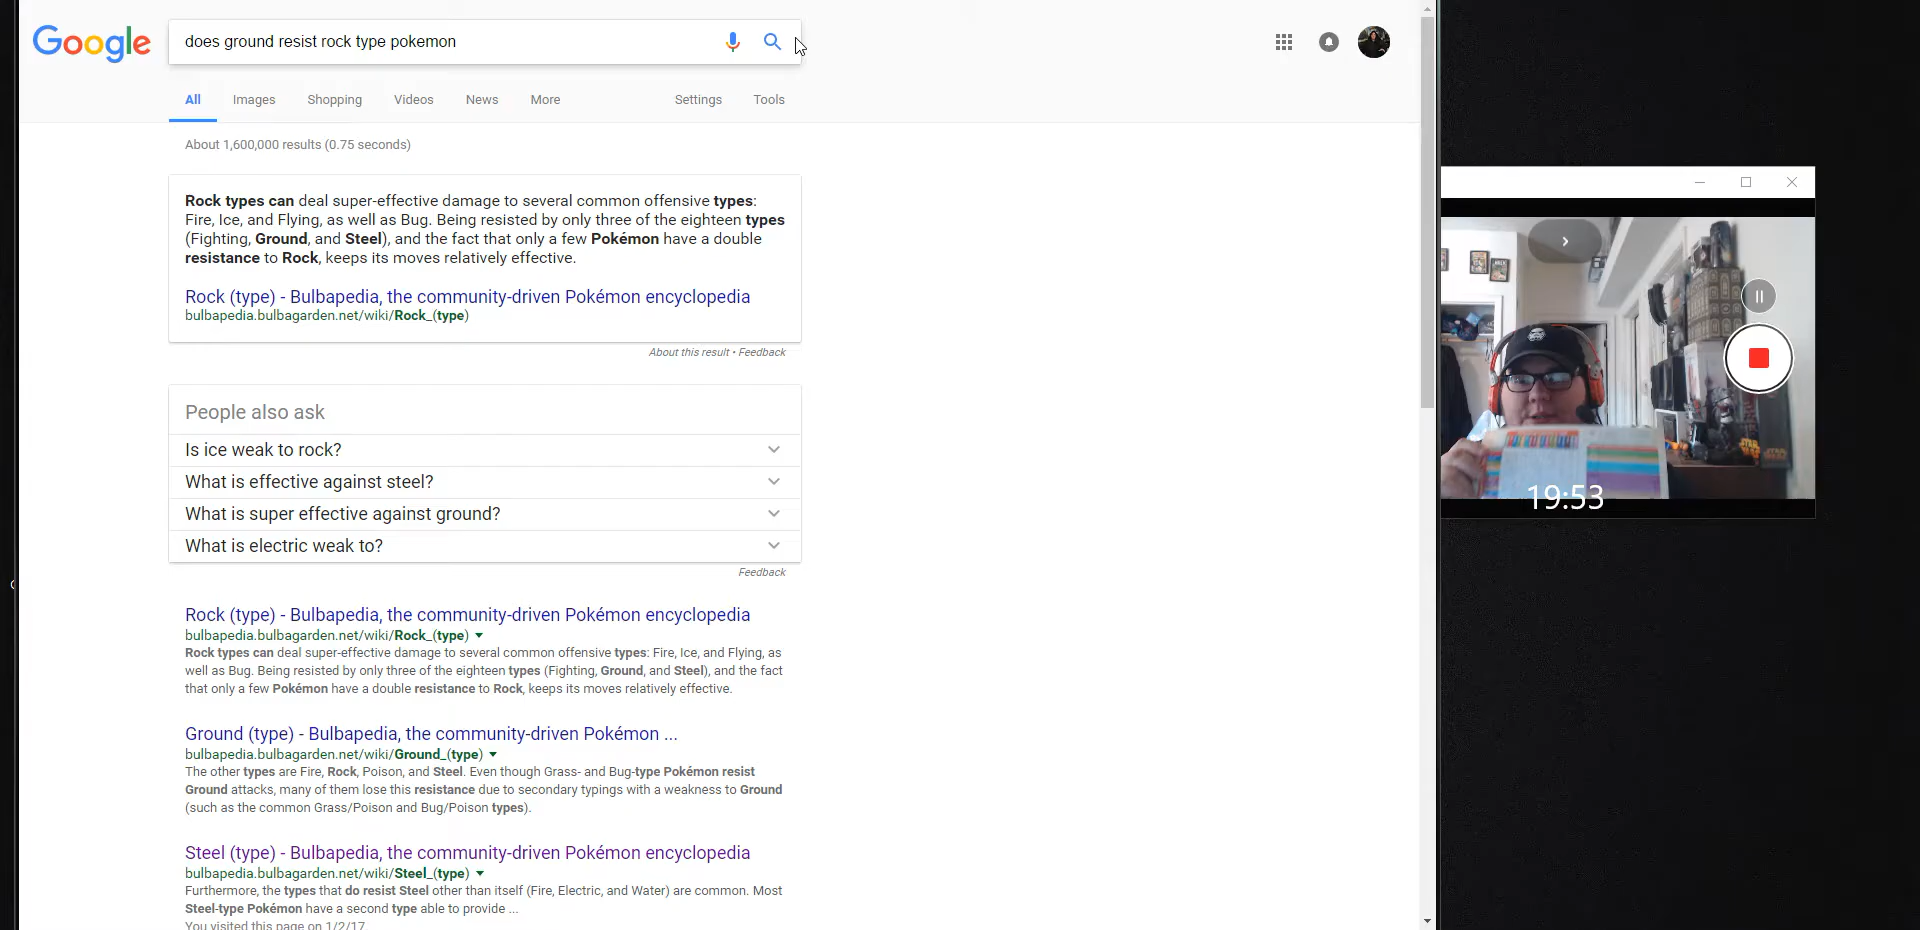 Google
does ground resist rock type pokemon
All
Images
Shopping
Videos
News
More
Settings
Tools
About 1,600,000 results (0.75 seconds)
Rock types can deal super-effective damage to several common offensive types:
Fire, Ice, and Flying, as well as Bug. Being resisted by only three of the eighteen types
(Fighting, Ground, and Steel), and the fact that only a few Pokémon have a double
resistance to Rock, keeps its moves relatively effective.
Rock (type) - Bulbapedia, the community-driven Pokémon encyclopedia
bulbapedia.bulbagarden.net/wiki/Rock_(type)
About this result • Feedback
People also ask
Is ice weak to rock?
What is effective against steel?
What is super effective against ground?
What is electric weak to?
Feedback
Rock (type) - Bulbapedia, the community-driven Pokémon encyclopedia
bulbapedia.bulbagarden.net/wiki/Rock_(type)
Rock types can deal super-effective damage to several common offensive types: Fire, Ice, and Flying, as
well as Bug. Being resisted by only three of the eighteen types (Fighting, Ground, and Steel), and the fact
that only a few Pokémon have a double resistance to Rock, keeps its moves relatively effective.
Ground (type) - Bulbapedia, the community-driven Pokémon ...
bulbapedia.bulbagarden.net/wiki/Ground_(type)
The other types are Fire, Rock, Poison, and Steel. Even though Grass- and Bug-type Pokémon resist
Ground attacks, many of them lose this resistance due to secondary typings with a weakness to Ground
(such as the common Grass/Poison and Bug/Poison types).
Steel (type) - Bulbapedia, the community-driven Pokémon encyclopedia
bulbapedia.bulbagarden.net/wiki/Steel_(type)
Furthermore, the types that do resist Steel other than itself (Fire, Electric, and Water) are common. Most
Steel-type Pokémon have a second type able to provide ...
You visited this page on 1/2/17.
19:53